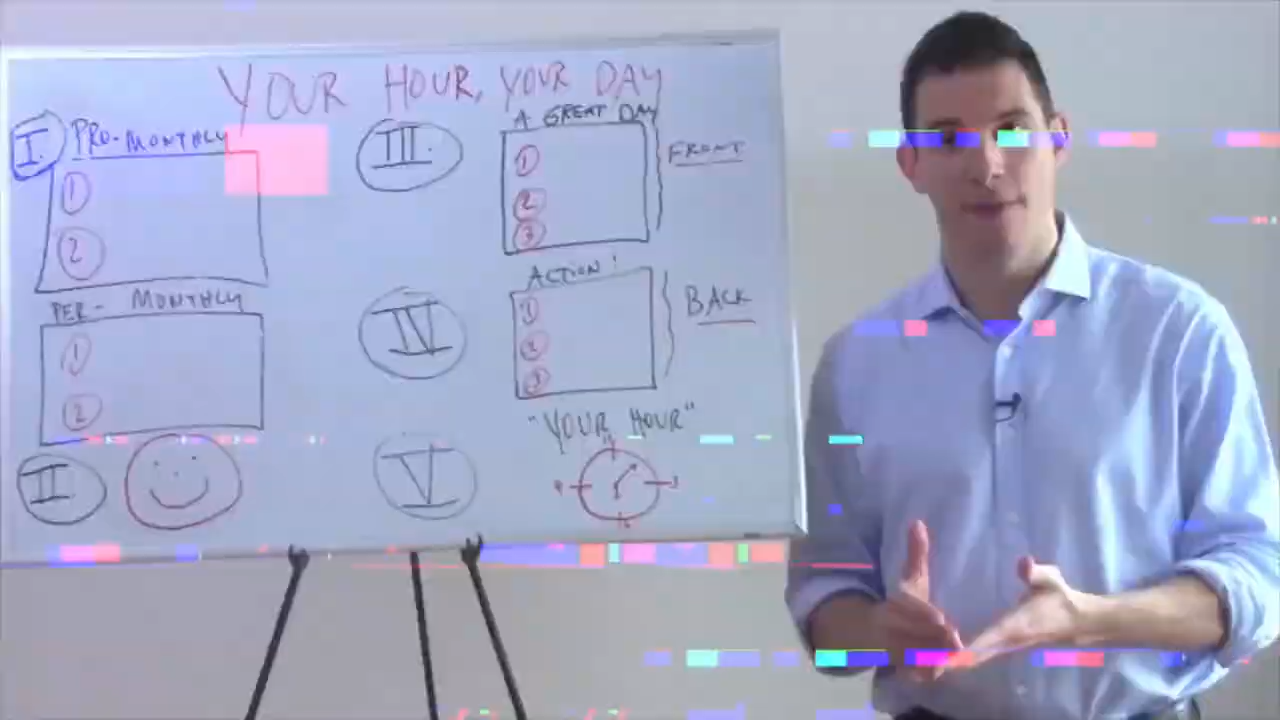 YOUR HOUR, YOUR DAY
I. PRO-MONTHLY
1
2
PER- MONTHLY
1
2
II
III.
A GREAT DAY
1
2
3
FRONT
IV
ACTION!
1
2
3
BACK
V
"YOUR HOUR"